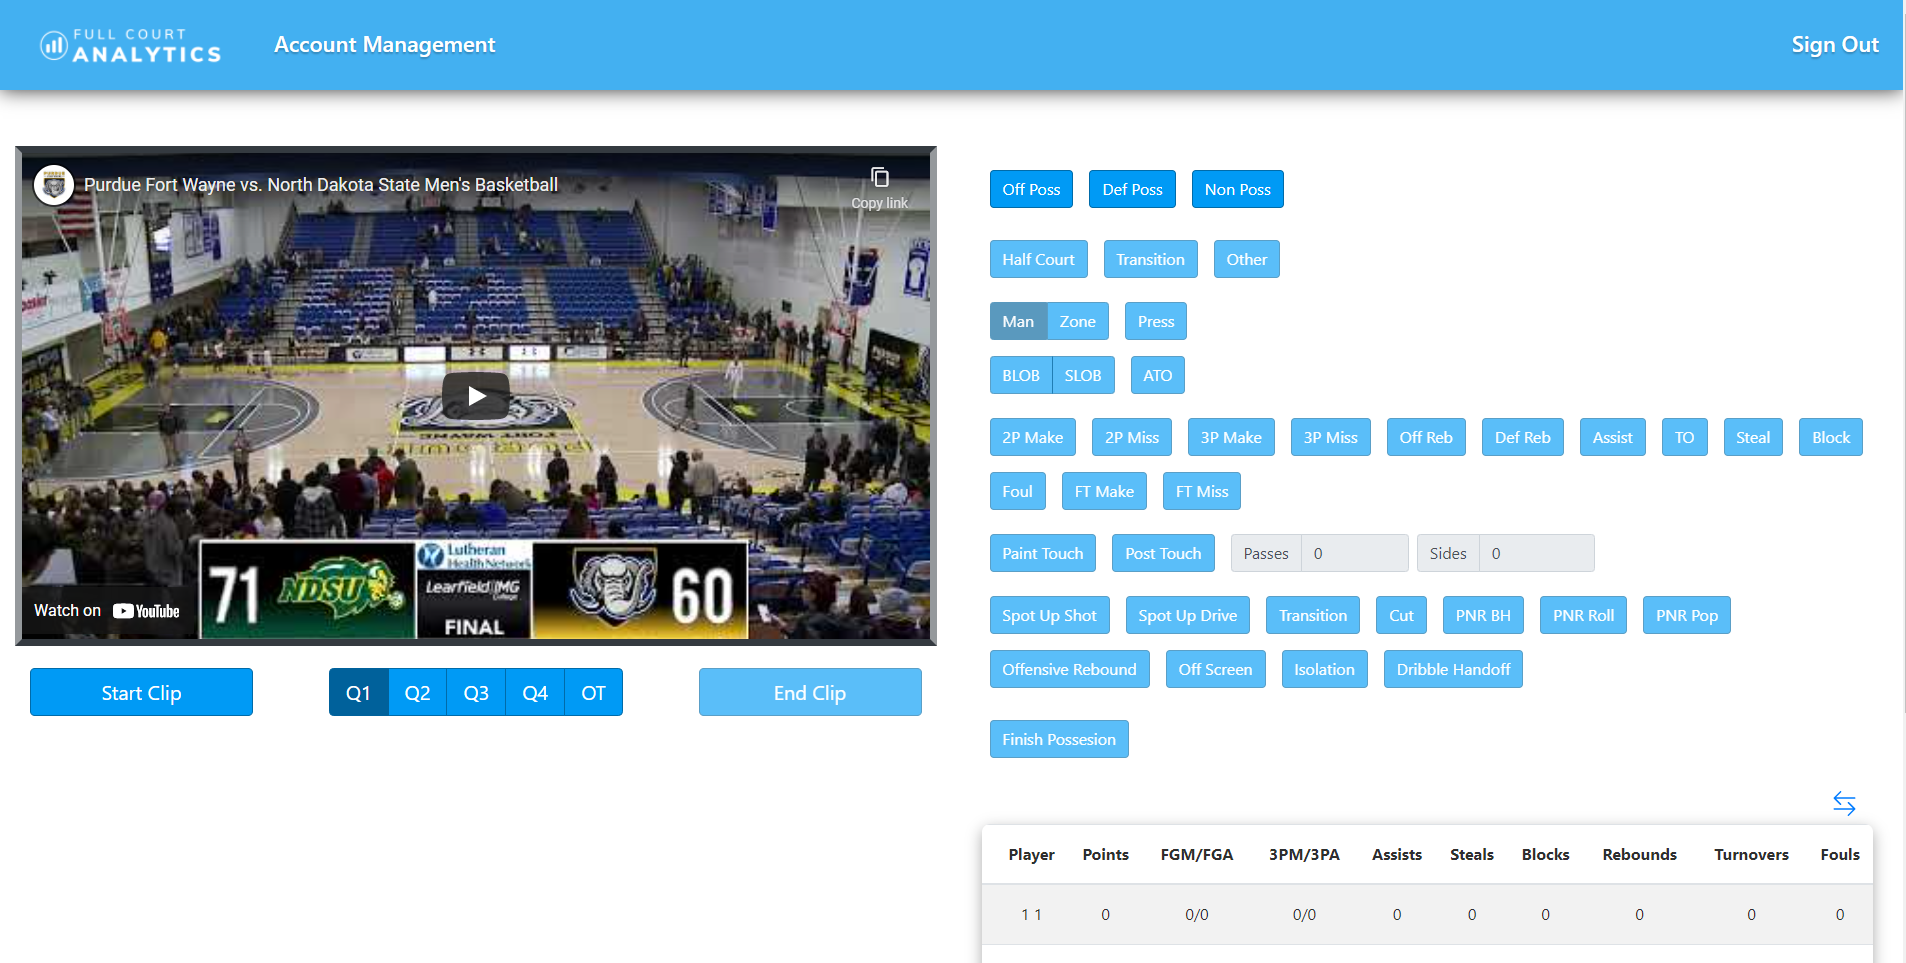 FULL COURT
ANALYTICS
Account Management
Sign Out
Purdue Fort Wayne vs. North Dakota State Men's Basketball
Copy link
FORT WAYNE
71
NDSU
Lutheran
Health Network
Learfield IMG
College
FINAL
60
Watch on YouTube
Start Clip
Q1 Q2 Q3 Q4 OT
End Clip
Off Poss Def Poss Non Poss
Half Court Transition Other
Man Zone Press
BLOB SLOB ATO
2P Make 2P Miss 3P Make 3P Miss Off Reb Def Reb Assist TO Steal Block
Foul FT Make FT Miss
Paint Touch Post Touch Passes 0 Sides 0
Spot Up Shot Spot Up Drive Transition Cut PNR BH PNR Roll PNR Pop
Offensive Rebound Off Screen Isolation Dribble Handoff
Finish Possesion
Player Points FGM/FGA 3PM/3PA Assists Steals Blocks Rebounds Turnovers Fouls
1 1 0 0/0 0/0 0 0 0 0 0 0